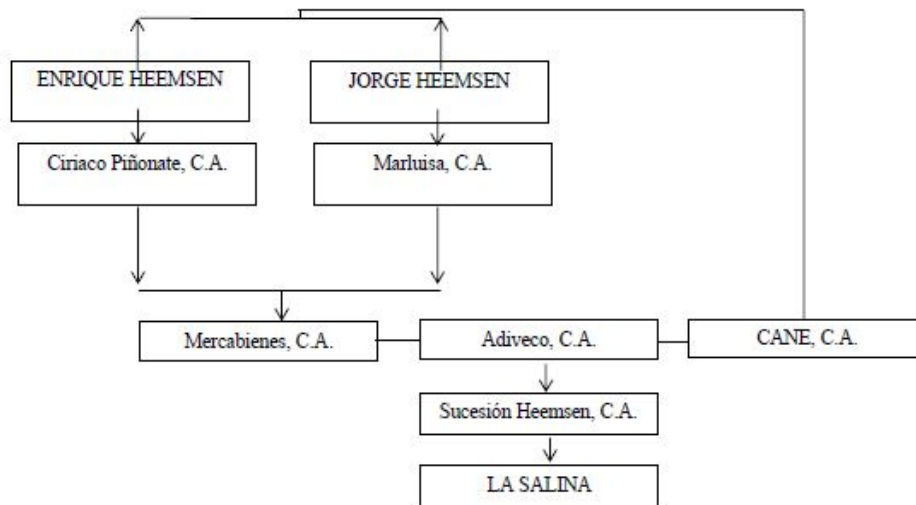 ENRIQUE HEEMSEN
JORGE HEEMSEN
Ciriaco Piñonate, C.A.
Marluisa, C.A.
Mercabienes, C.A.
Adiveco, C.A.
CANE, C.A.
Sucesión Heemsen, C.A.
LA SALINA